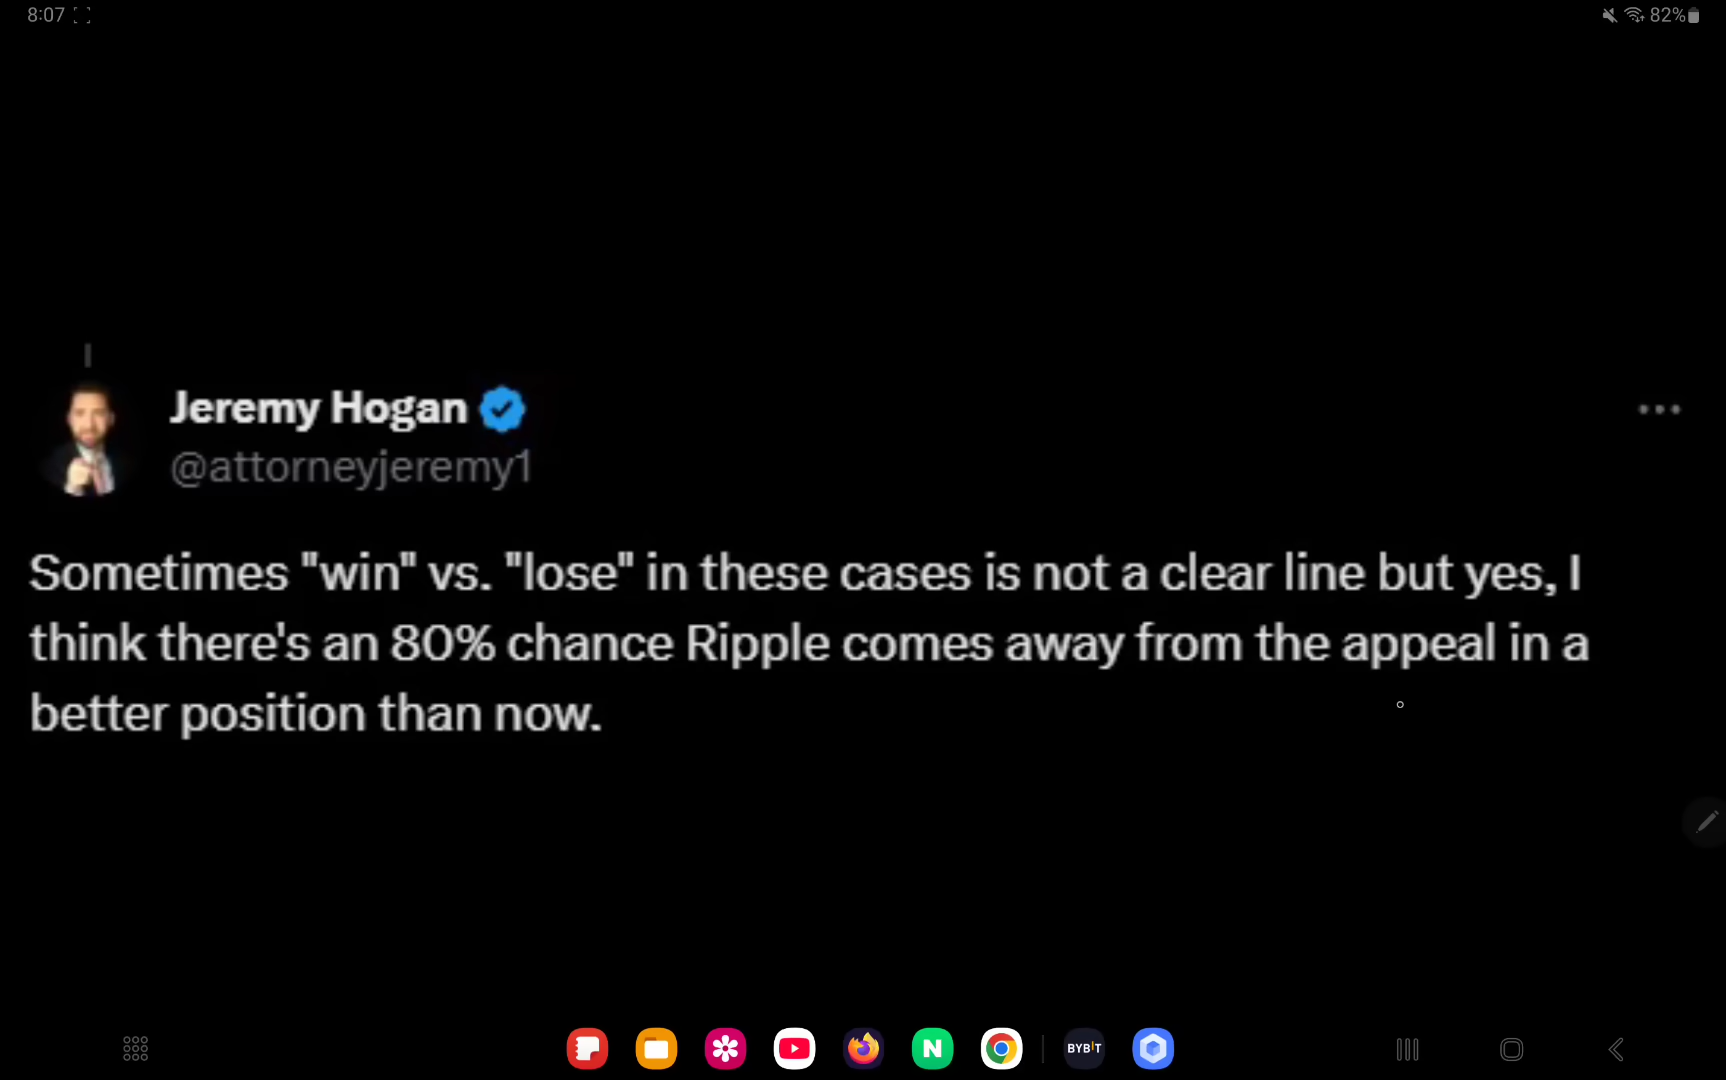 8:07
82%
Jeremy Hogan
@attorneyjeremy1
Sometimes "win" vs. "lose" in these cases is not a clear line but yes, I
think there's an 80% chance Ripple comes away from the appeal in a
better position than now.
N
BYBIT